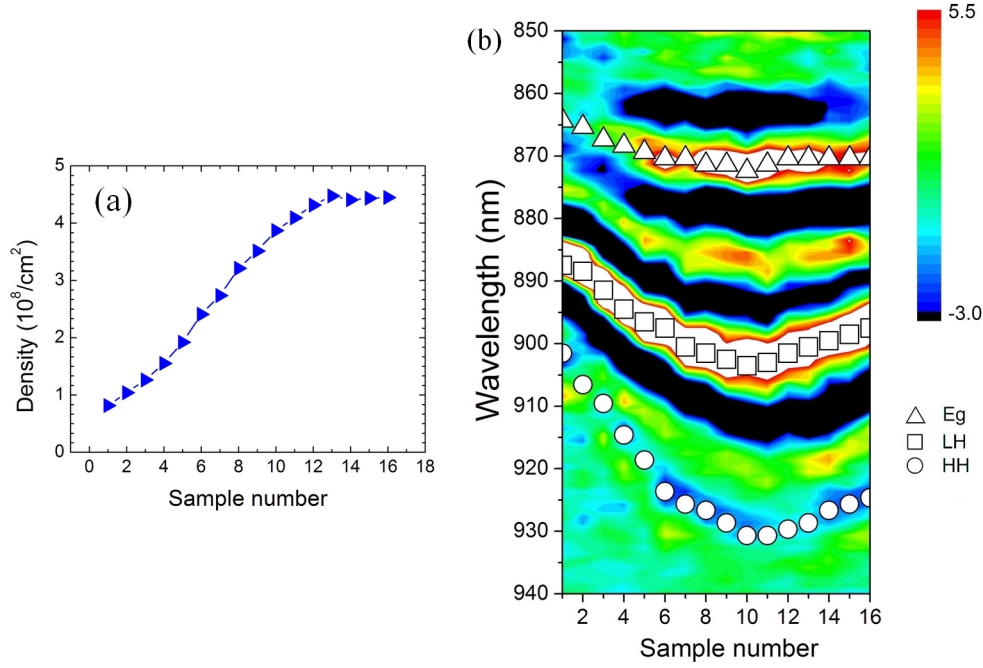 (a)
Density (10⁸/cm²)
5
4
3
2
1
0
0 2 4 6 8 10 12 14 16 18
Sample number
(b)
Wavelength (nm)
850
860
870
880
890
900
910
920
930
940
2 4 6 8 10 12 14 16
Sample number
5.5
-3.0
Eg
LH
HH